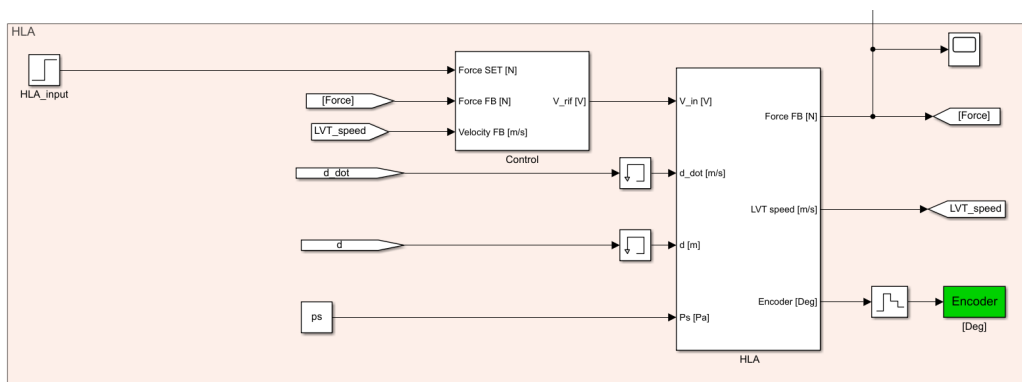 HLA
HLA_input
Force SET [N]
[Force]
Force FB [N]
V_rif [V]
LVT_speed
Velocity FB [m/s]
Control
V_in [V]
Force FB [N]
[Force]
d_dot
d_dot [m/s]
LVT speed [m/s]
LVT_speed
d
d [m]
ps
Ps [Pa]
Encoder [Deg]
Encoder
[Deg]
HLA